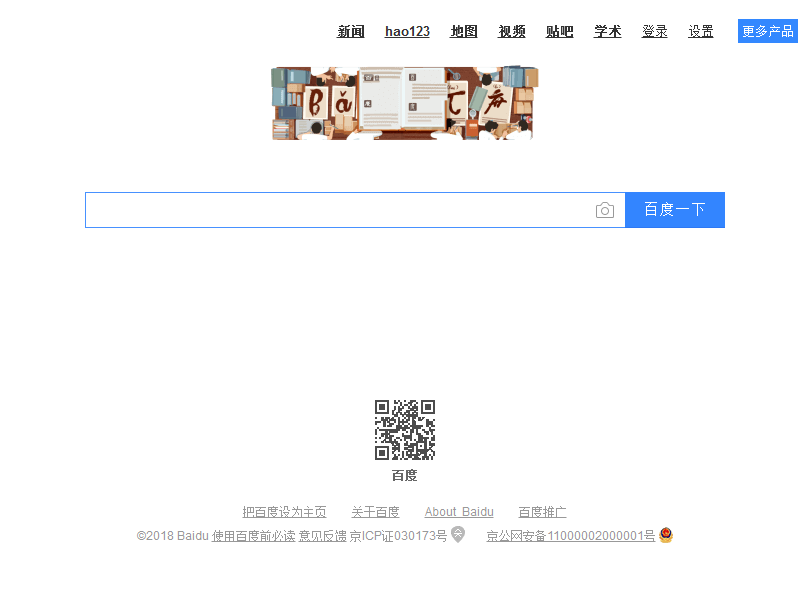 新闻 hao123 地图 视频 贴吧 学术 登录 设置 更多产品
百度一下
百度
把百度设为主页 关于百度 About Baidu 百度推广
©2018 Baidu 使用百度前必读 意见反馈 京ICP证030173号 京公网安备11000002000001号